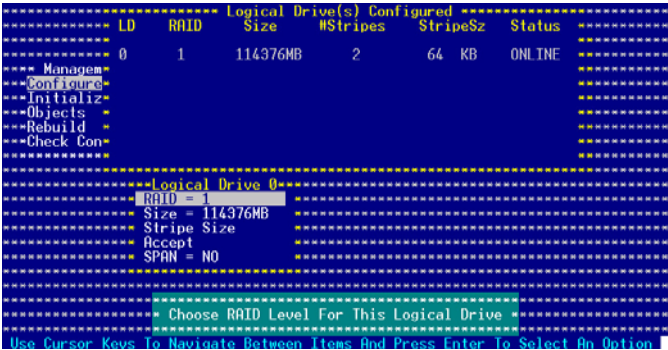 Logical Drive(s) Configured
LD RAID Size #Stripes StripeSz Status
0 1 114376MB 2 64 KB ONLINE
Managem
Configure
Initializ
Objects
Rebuild
Check Con
Logical Drive 0
RAID = 1
Size = 114376MB
Stripe Size
Accept
SPAN = NO
Choose RAID Level For This Logical Drive
Use Cursor Keys To Navigate Between Items And Press Enter To Select An Option